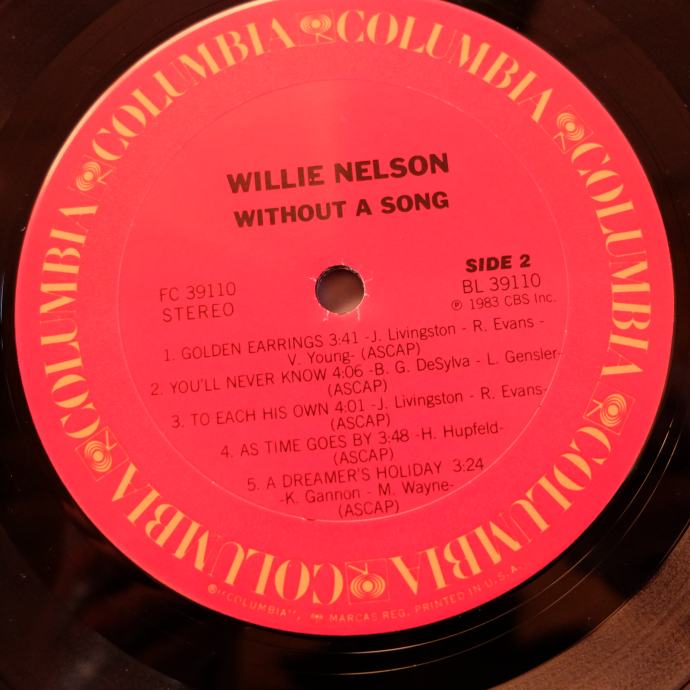 COLUMBIA COLUMBIA COLUMBIA COLUMBIA COLUMBIA COLUMBIA COLUMBIA COLUMBIA
WILLIE NELSON
WITHOUT A SONG
FC 39110
STEREO
SIDE 2
BL 39110
℗ 1983 CBS Inc.
1. GOLDEN EARRINGS 3:41 -J. Livingston - R. Evans -
V. Young- (ASCAP)
2. YOU'LL NEVER KNOW 4:06 -B. G. DeSylva - L. Gensler-
(ASCAP)
3. TO EACH HIS OWN 4:01 -J. Livingston - R. Evans-
(ASCAP)
4. AS TIME GOES BY 3:48 -H. Hupfeld-
(ASCAP)
5. A DREAMER'S HOLIDAY 3:24
-K. Gannon - M. Wayne-
(ASCAP)
©"COLUMBIA", MARCAS REG. PRINTED IN U.S.A.